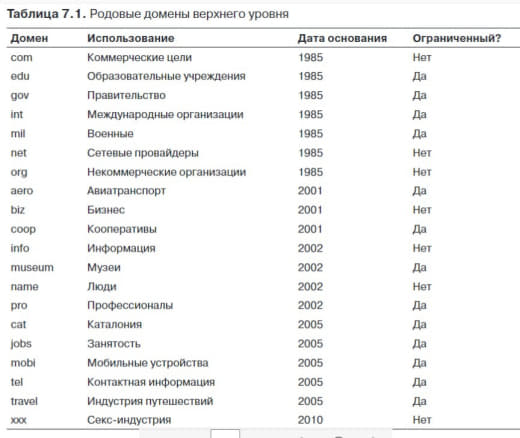 Таблица 7.1. Родовые домены верхнего уровня
Домен Использование Дата основания Ограниченный?
com Коммерческие цели 1985 Нет
edu Образовательные учреждения 1985 Да
gov Правительство 1985 Да
int Международные организации 1985 Да
mil Военные 1985 Да
net Сетевые провайдеры 1985 Нет
org Некоммерческие организации 1985 Нет
aero Авиатранспорт 2001 Да
biz Бизнес 2001 Нет
coop Кооперативы 2001 Да
info Информация 2002 Нет
museum Музеи 2002 Да
name Люди 2002 Нет
pro Профессионалы 2002 Да
cat Каталония 2005 Да
jobs Занятость 2005 Да
mobi Мобильные устройства 2005 Да
tel Контактная информация 2005 Да
travel Индустрия путешествий 2005 Да
xxx Секс-индустрия 2010 Нет